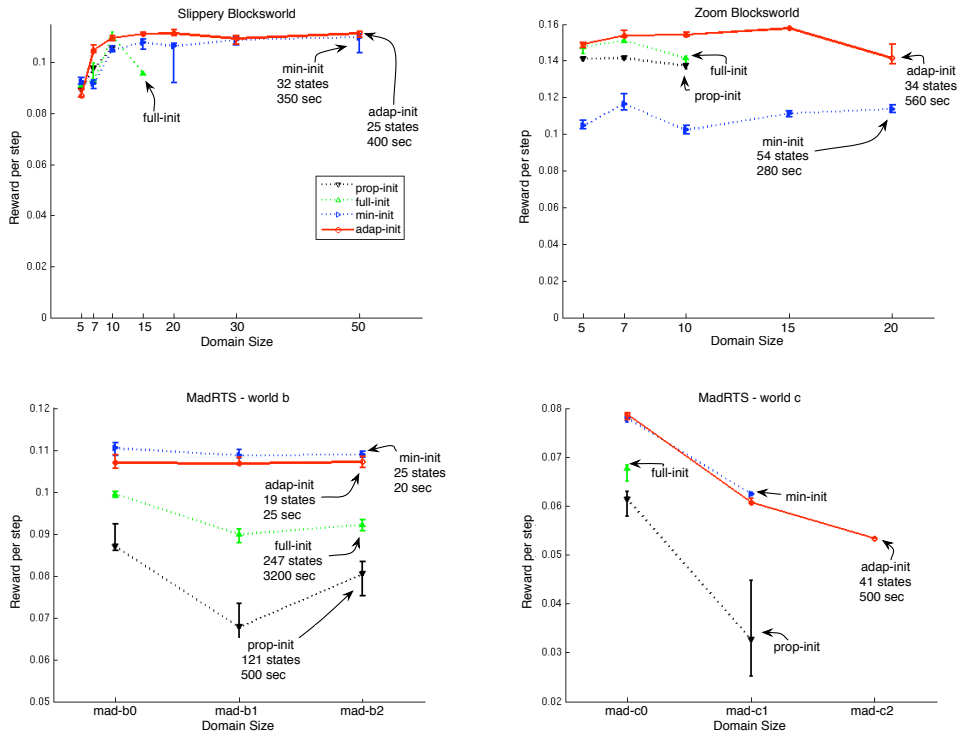 Slippery Blocksworld
Reward per step
0.1
0.08
0.06
0.04
0.02
0
5
7
10
15
20
30
50
Domain Size
full-init
min-init
32 states
350 sec
adap-init
25 states
400 sec
prop-init
full-init
min-init
adap-init
Zoom Blocksworld
Reward per step
0.16
0.14
0.12
0.1
0.08
0.06
0.04
0.02
0
5
7
10
15
20
Domain Size
full-init
prop-init
min-init
54 states
280 sec
adap-init
34 states
560 sec
MadRTS - world b
Reward per step
0.12
0.11
0.1
0.09
0.08
0.07
0.06
0.05
mad-b0
mad-b1
mad-b2
Domain Size
min-init
25 states
20 sec
adap-init
19 states
25 sec
full-init
247 states
3200 sec
prop-init
121 states
500 sec
MadRTS - world c
Reward per step
0.08
0.07
0.06
0.05
0.04
0.03
0.02
mad-c0
mad-c1
mad-c2
Domain Size
full-init
min-init
adap-init
41 states
500 sec
prop-init